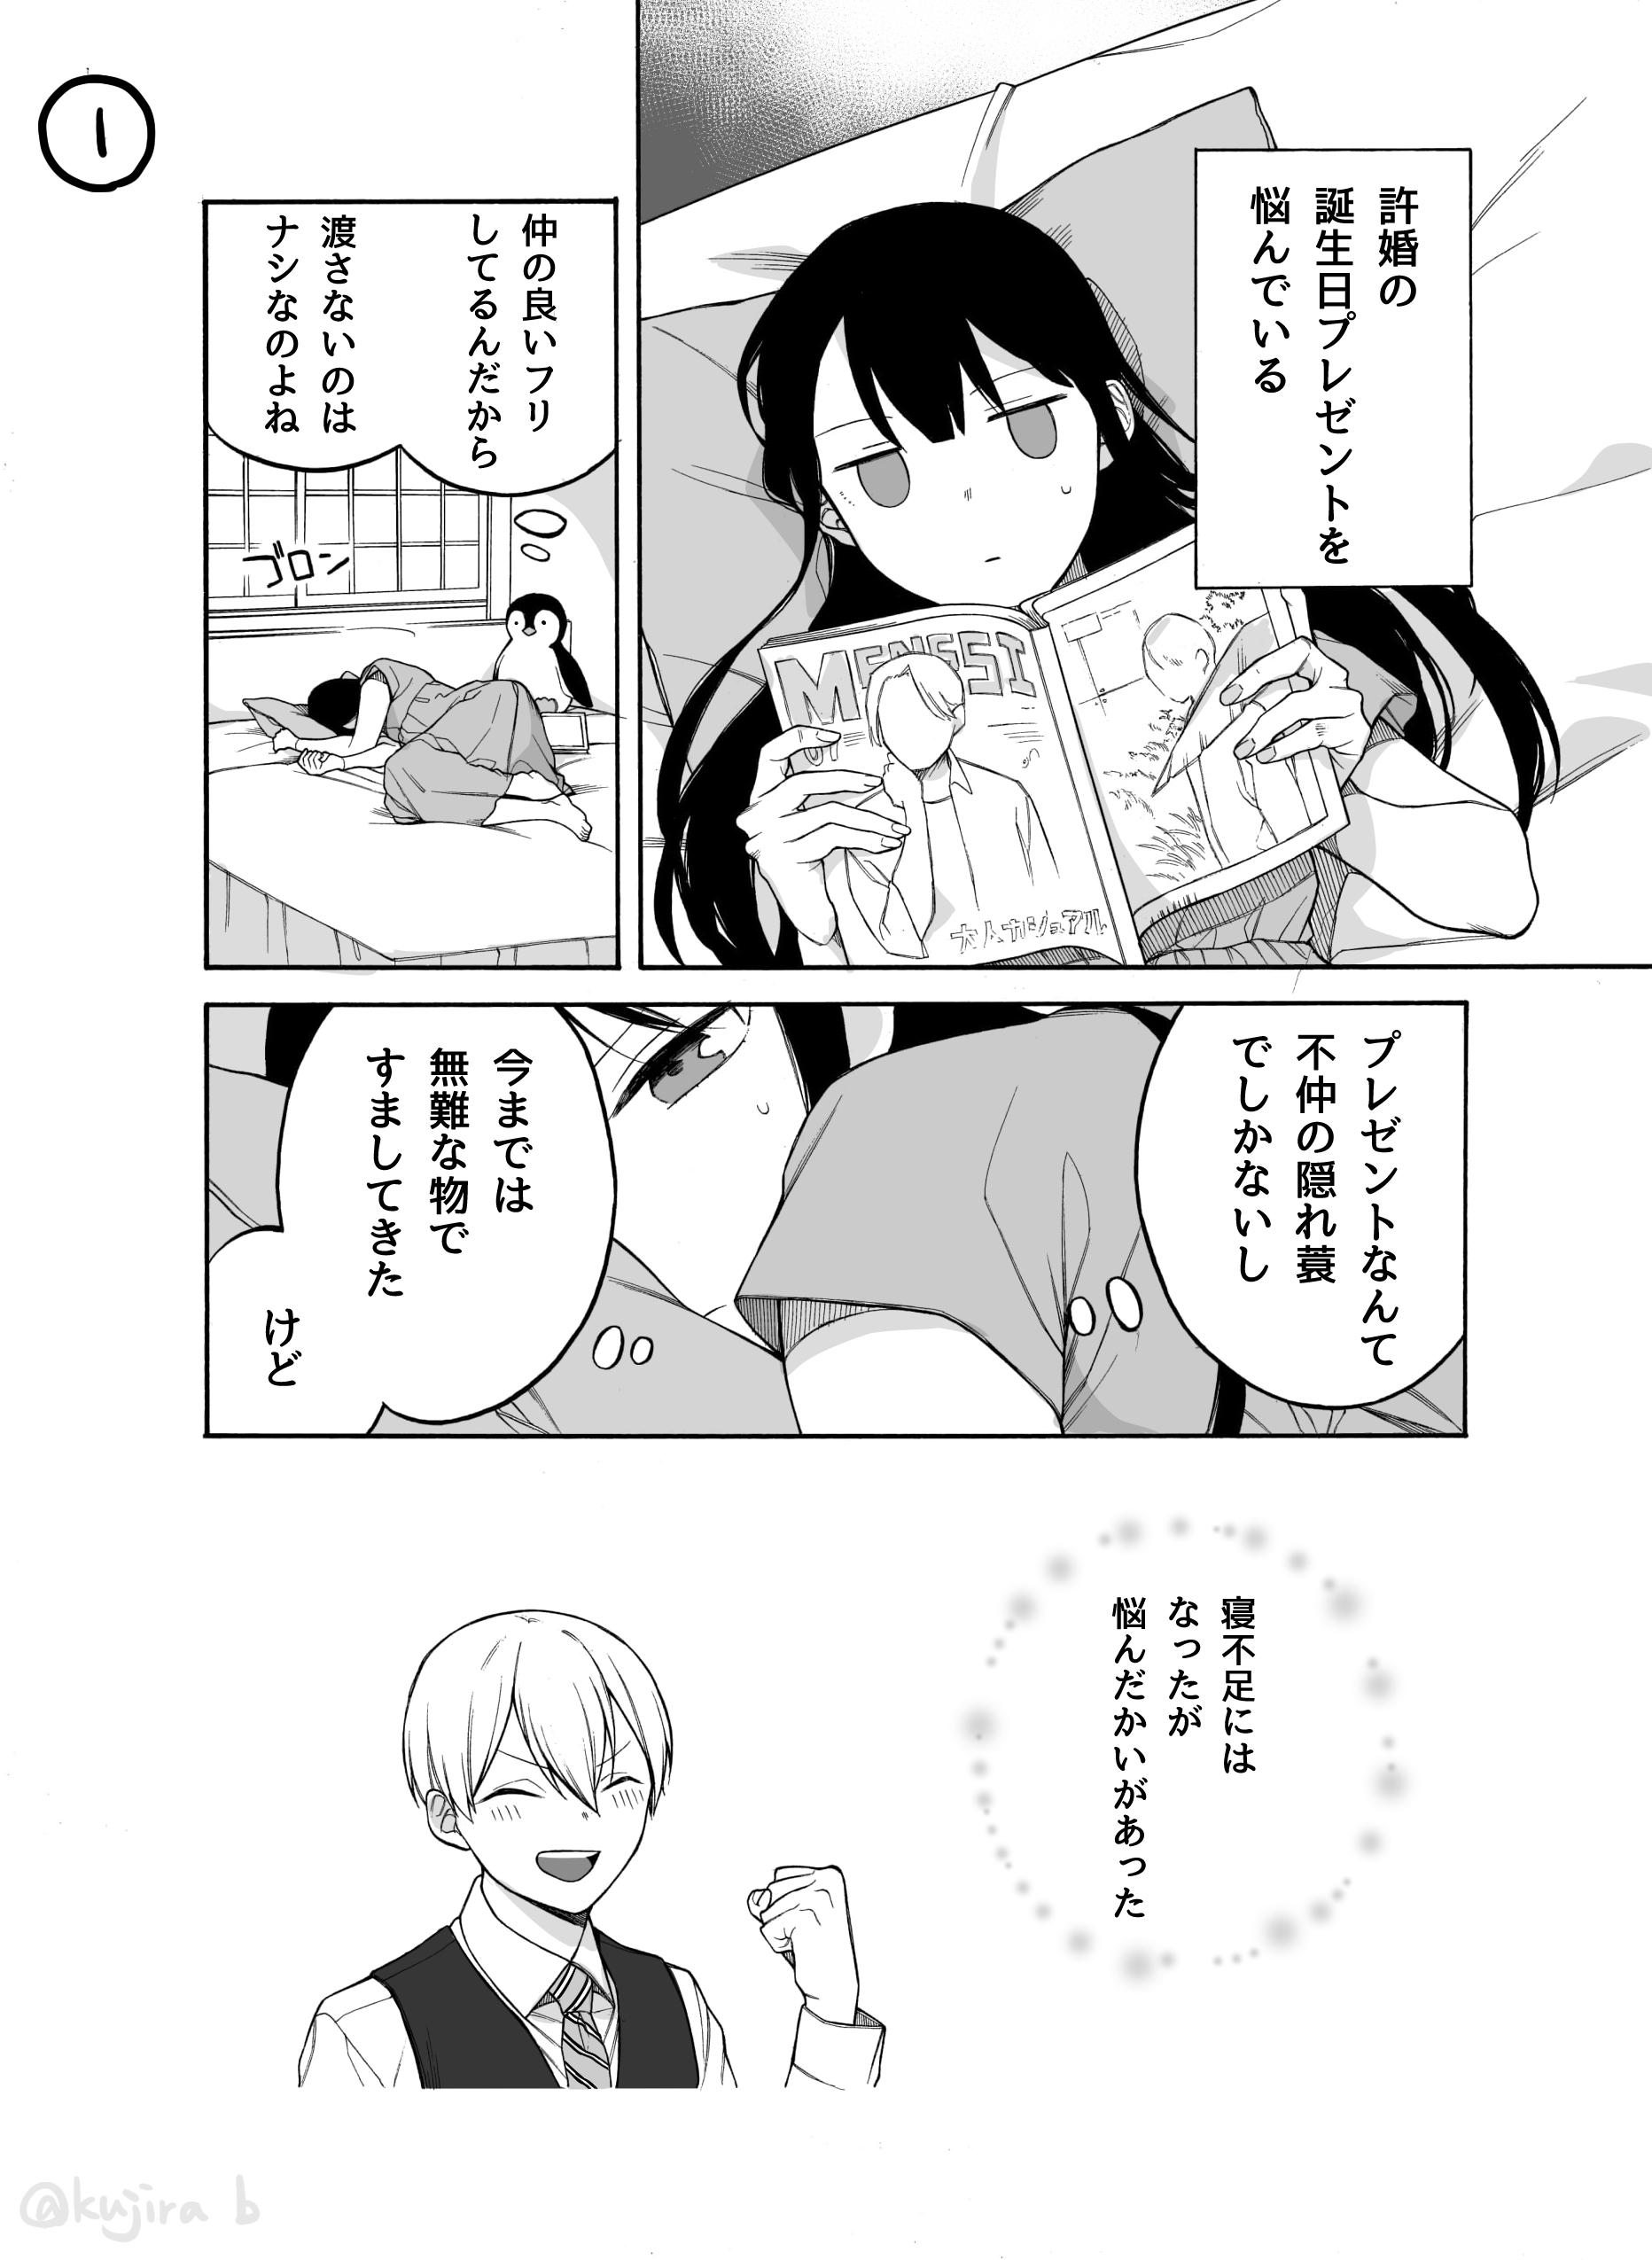 1
許婚の
誕生日プレゼントを
悩んでいる
MENSSI
大人カジュアル
仲の良いフリ
してるんだから
渡さないのは
ナシなのよね
ゴロン
プレゼントなんて
不仲の隠れ蓑
でしかないし
今までは
無難な物で
すましてきた
けど
寝不足には
なったが
悩んだかいがあった
@kujira b